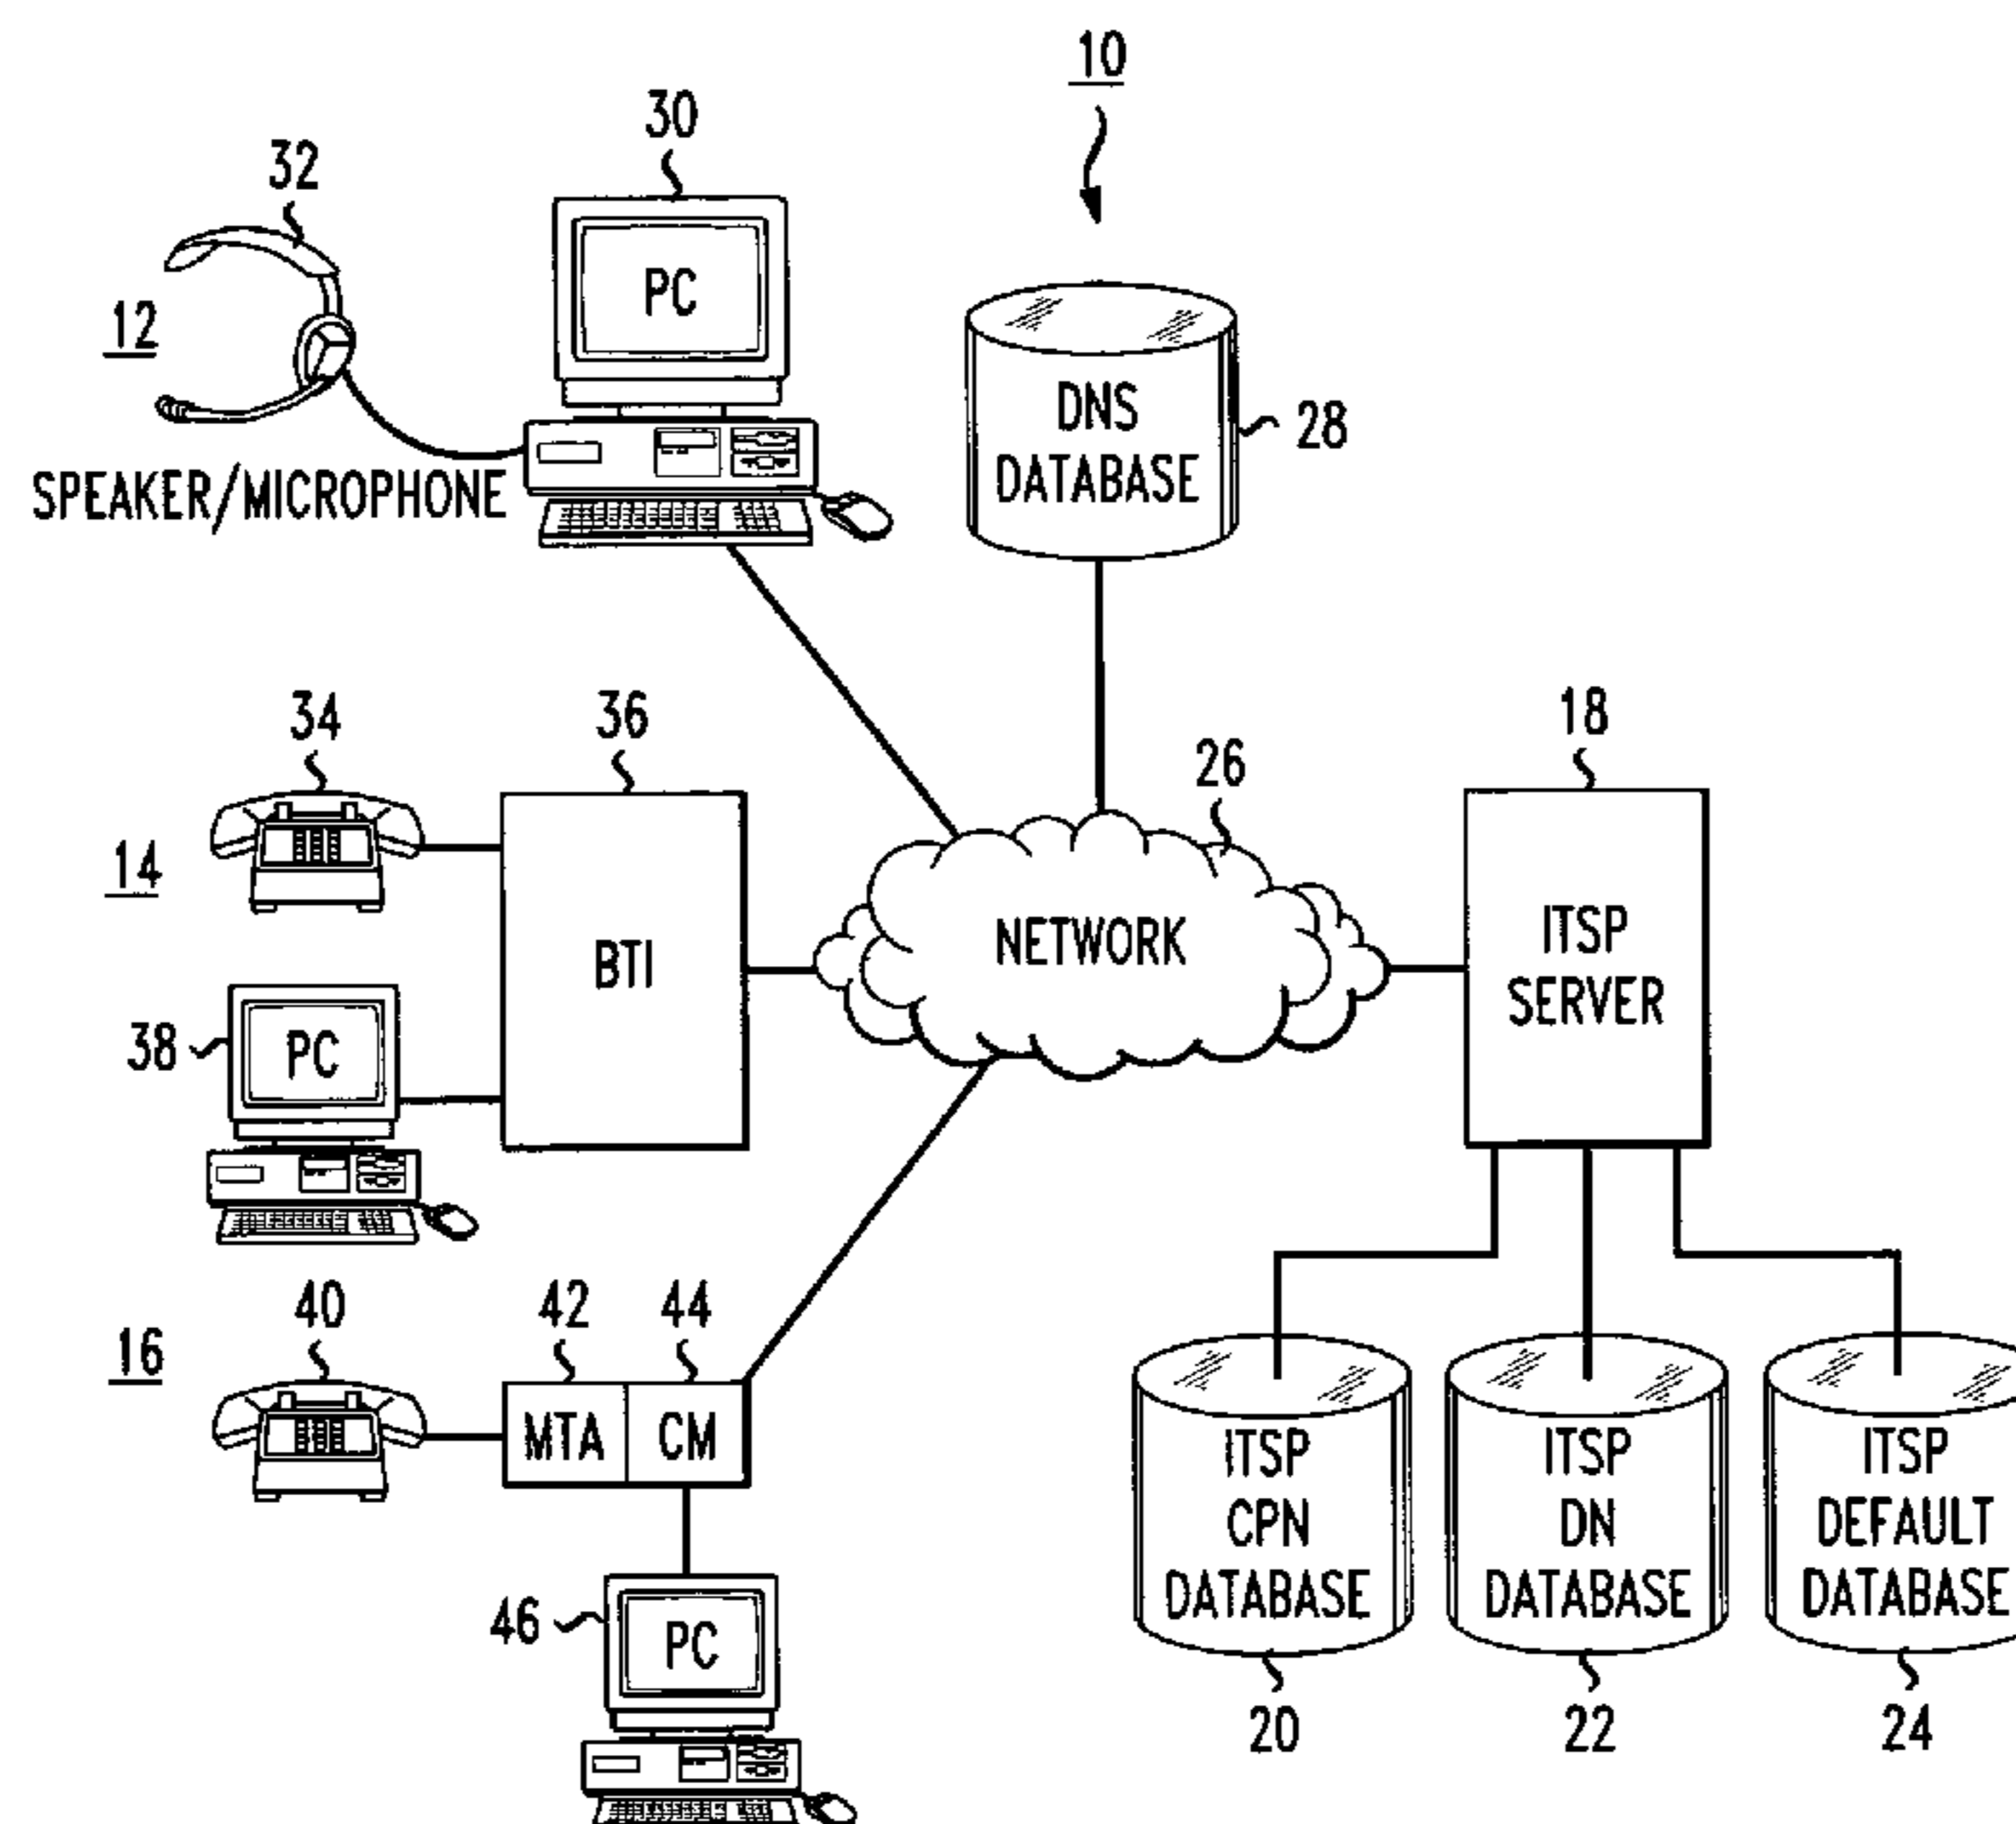 10
30
32
PC
12
DNS
DATABASE
28
SPEAKER/MICROPHONE
34
36
18
26
14
BTI
NETWORK
ITSP
SERVER
38
PC
40
42
44
16
MTA
CM
ITSP
CPN
DATABASE
ITSP
DN
DATABASE
ITSP
DEFAULT
DATABASE
46
PC
20
22
24